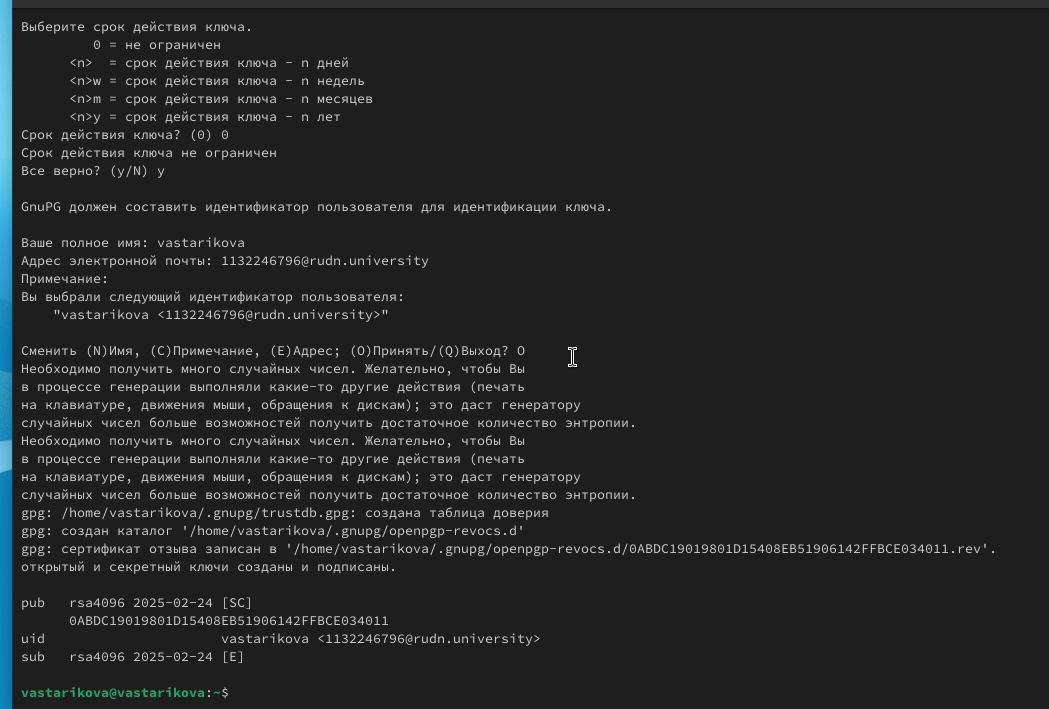 Выберите срок действия ключа.
         0 = не ограничен
      <n>  = срок действия ключа - n дней
      <n>w = срок действия ключа - n недель
      <n>m = срок действия ключа - n месяцев
      <n>y = срок действия ключа - n лет
Срок действия ключа? (0) 0
Срок действия ключа не ограничен
Все верно? (y/N) y

GnuPG должен составить идентификатор пользователя для идентификации ключа.

Ваше полное имя: vastarikova
Адрес электронной почты: 1132246796@rudn.university
Примечание:
Вы выбрали следующий идентификатор пользователя:
    "vastarikova <1132246796@rudn.university>"

Сменить (N)Имя, (C)Примечание, (E)Адрес; (O)Принять/(Q)Выход? O
Необходимо получить много случайных чисел. Желательно, чтобы Вы
в процессе генерации выполняли какие-то другие действия (печать
на клавиатуре, движения мыши, обращения к дискам); это даст генератору
случайных чисел больше возможностей получить достаточное количество энтропии.
Необходимо получить много случайных чисел. Желательно, чтобы Вы
в процессе генерации выполняли какие-то другие действия (печать
на клавиатуре, движения мыши, обращения к дискам); это даст генератору
случайных чисел больше возможностей получить достаточное количество энтропии.
gpg: /home/vastarikova/.gnupg/trustdb.gpg: создана таблица доверия
gpg: создан каталог '/home/vastarikova/.gnupg/openpgp-revocs.d'
gpg: сертификат отзыва записан в '/home/vastarikova/.gnupg/openpgp-revocs.d/0ABDC19019801D15408EB51906142FFBCE034011.rev'.
открытый и секретный ключи созданы и подписаны.

pub   rsa4096 2025-02-24 [SC]
      0ABDC19019801D15408EB51906142FFBCE034011
uid                      vastarikova <1132246796@rudn.university>
sub   rsa4096 2025-02-24 [E]

vastarikova@vastarikova:~$